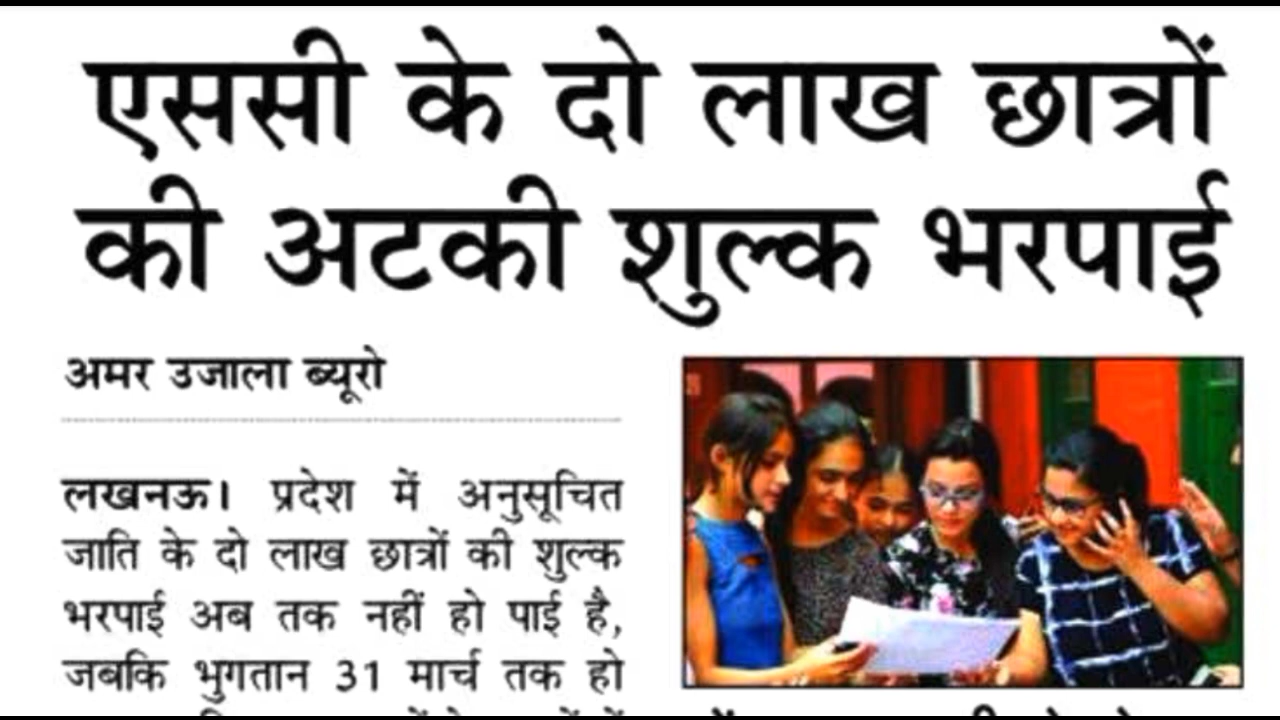 एससी के दो लाख छात्रों
की अटकी शुल्क भरपाई
अमर उजाला ब्यूरो
लखनऊ। प्रदेश में अनुसूचित
जाति के दो लाख छात्रों की शुल्क
भरपाई अब तक नहीं हो पाई है,
जबकि भुगतान 31 मार्च तक हो